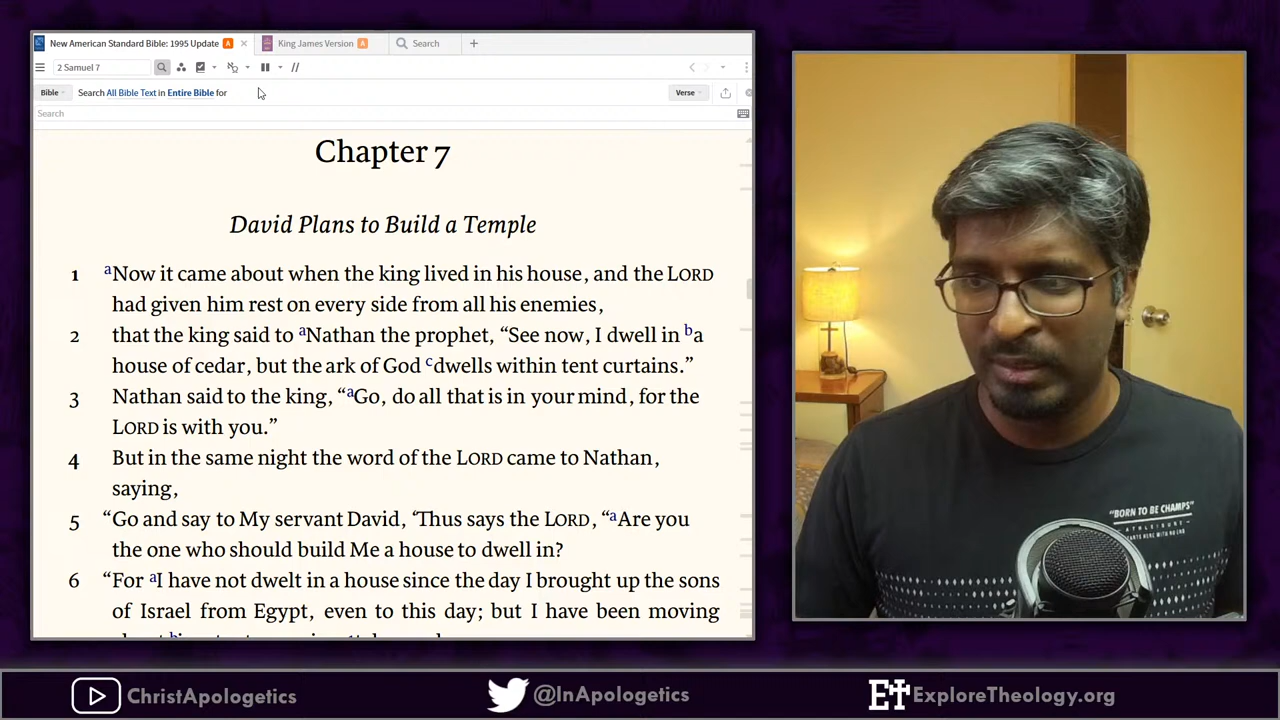 New American Standard Bible: 1995 Update A
King James Version A
Search
2 Samuel 7
Bible
Search All Bible Text in Entire Bible for
Verse
Search
Chapter 7
David Plans to Build a Temple
1 aNow it came about when the king lived in his house, and the LORD
had given him rest on every side from all his enemies,
2 that the king said to aNathan the prophet, “See now, I dwell in ba
house of cedar, but the ark of God cdwells within tent curtains.”
3 Nathan said to the king, “aGo, do all that is in your mind, for the
LORD is with you.”
4 But in the same night the word of the LORD came to Nathan,
saying,
5 “Go and say to My servant David, ‘Thus says the LORD, “aAre you
the one who should build Me a house to dwell in?
6 “For aI have not dwelt in a house since the day I brought up the sons
of Israel from Egypt, even to this day; but I have been moving
"BORN TO BE CHAMPS"
ATHLEISURE
ChristApologetics
@InApologetics
ExploreTheology.org